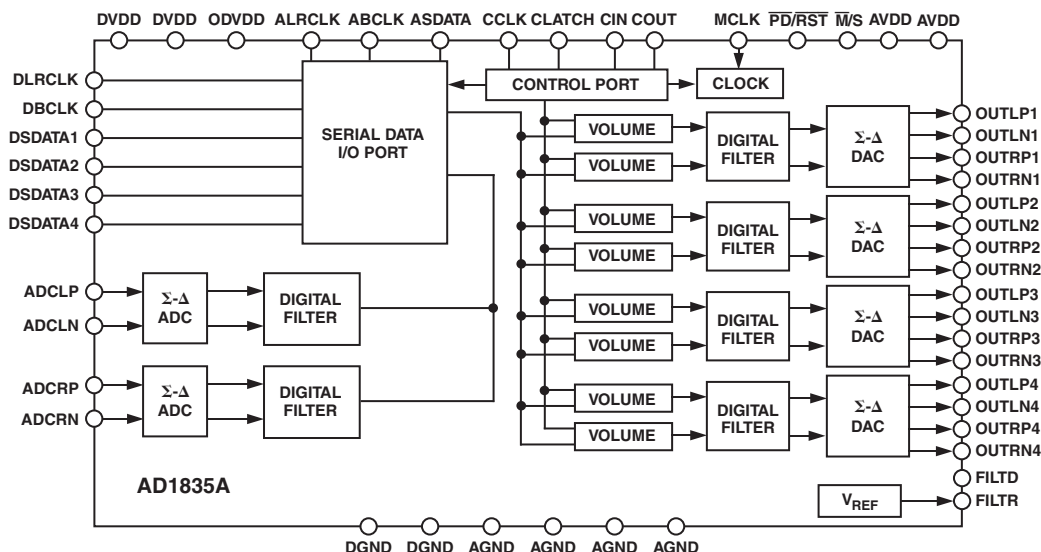 DVDD DVDD ODVDD ALRCLK ABCLK ASDATA CCLK CLATCH CIN COUT MCLK PD/RST M/S AVDD AVDD
DLRCLK
DBCLK
DSDATA1
DSDATA2
DSDATA3
DSDATA4
ADCLP
ADCLN
ADCRP
ADCRN
SERIAL DATA
I/O PORT
CONTROL PORT
CLOCK
Σ-Δ
ADC
DIGITAL
FILTER
Σ-Δ
ADC
DIGITAL
FILTER
VOLUME
VOLUME
DIGITAL
FILTER
Σ-Δ
DAC
VOLUME
VOLUME
DIGITAL
FILTER
Σ-Δ
DAC
VOLUME
VOLUME
DIGITAL
FILTER
Σ-Δ
DAC
VOLUME
VOLUME
DIGITAL
FILTER
Σ-Δ
DAC
OUTLP1
OUTLN1
OUTRP1
OUTRN1
OUTLP2
OUTLN2
OUTRP2
OUTRN2
OUTLP3
OUTLN3
OUTRP3
OUTRN3
OUTLP4
OUTLN4
OUTRP4
OUTRN4
FILTD
FILTR
VREF
AD1835A
DGND DGND AGND AGND AGND AGND